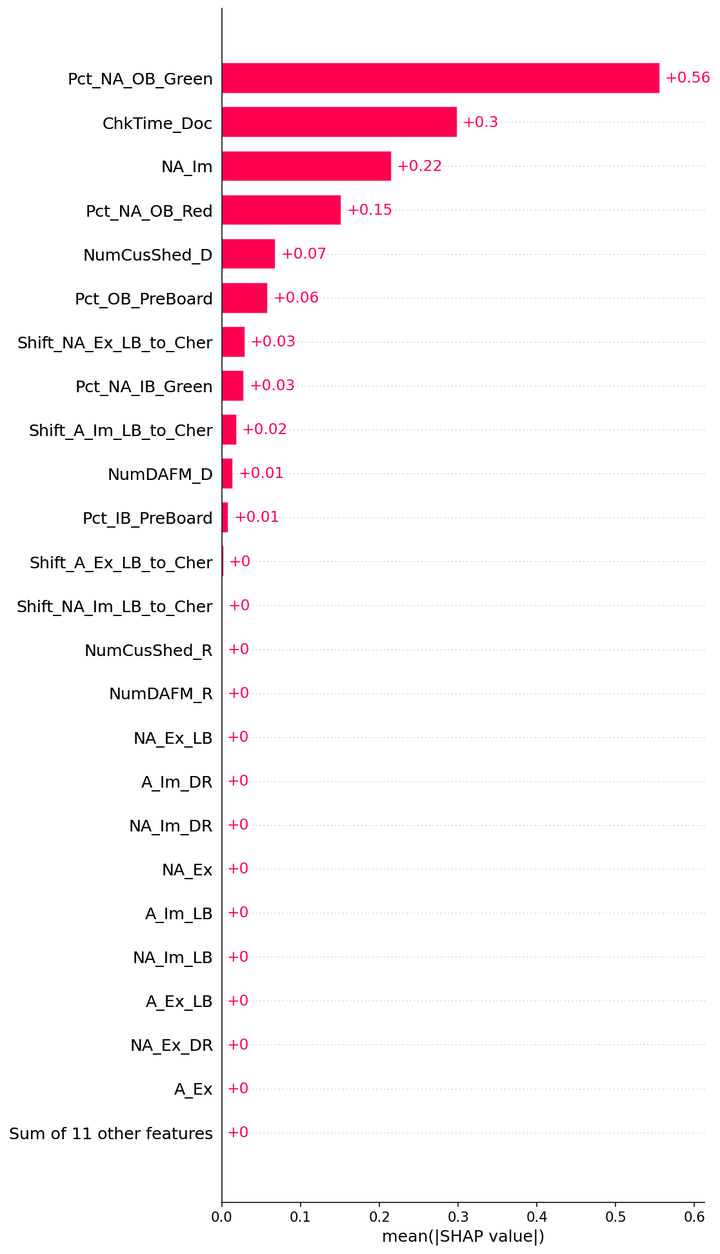 Pct_NA_OB_Green +0.56
ChkTime_Doc +0.3
NA_Im +0.22
Pct_NA_OB_Red +0.15
NumCusShed_D +0.07
Pct_OB_PreBoard +0.06
Shift_NA_Ex_LB_to_Cher +0.03
Pct_NA_IB_Green +0.03
Shift_A_Im_LB_to_Cher +0.02
NumDAFM_D +0.01
Pct_IB_PreBoard +0.01
Shift_A_Ex_LB_to_Cher +0
Shift_NA_Im_LB_to_Cher +0
NumCusShed_R +0
NumDAFM_R +0
NA_Ex_LB +0
A_Im_DR +0
NA_Im_DR +0
NA_Ex +0
A_Im_LB +0
NA_Im_LB +0
A_Ex_LB +0
NA_Ex_DR +0
A_Ex +0
Sum of 11 other features +0
0.0 0.1 0.2 0.3 0.4 0.5 0.6
mean(|SHAP value|)